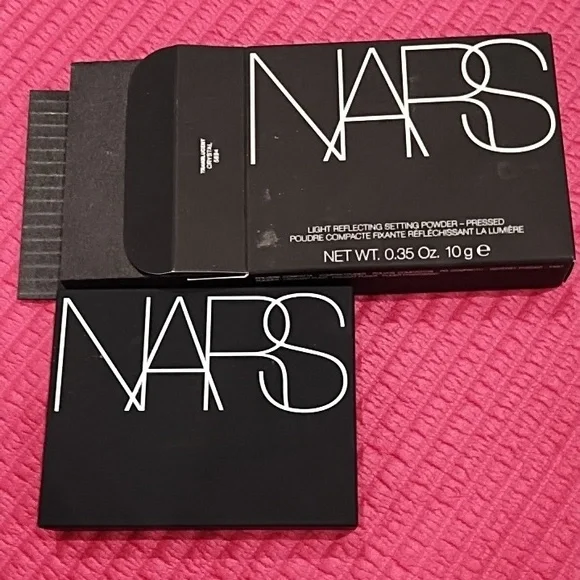 NARS
TRANSLUCENT
CRYSTAL
5894
LIGHT REFLECTING SETTING POWDER – PRESSED
POUDRE COMPACTE FIXANTE RÉFLÉCHISSANT LA LUMIÈRE
NET WT. 0.35 Oz. 10 g ℮
NARS